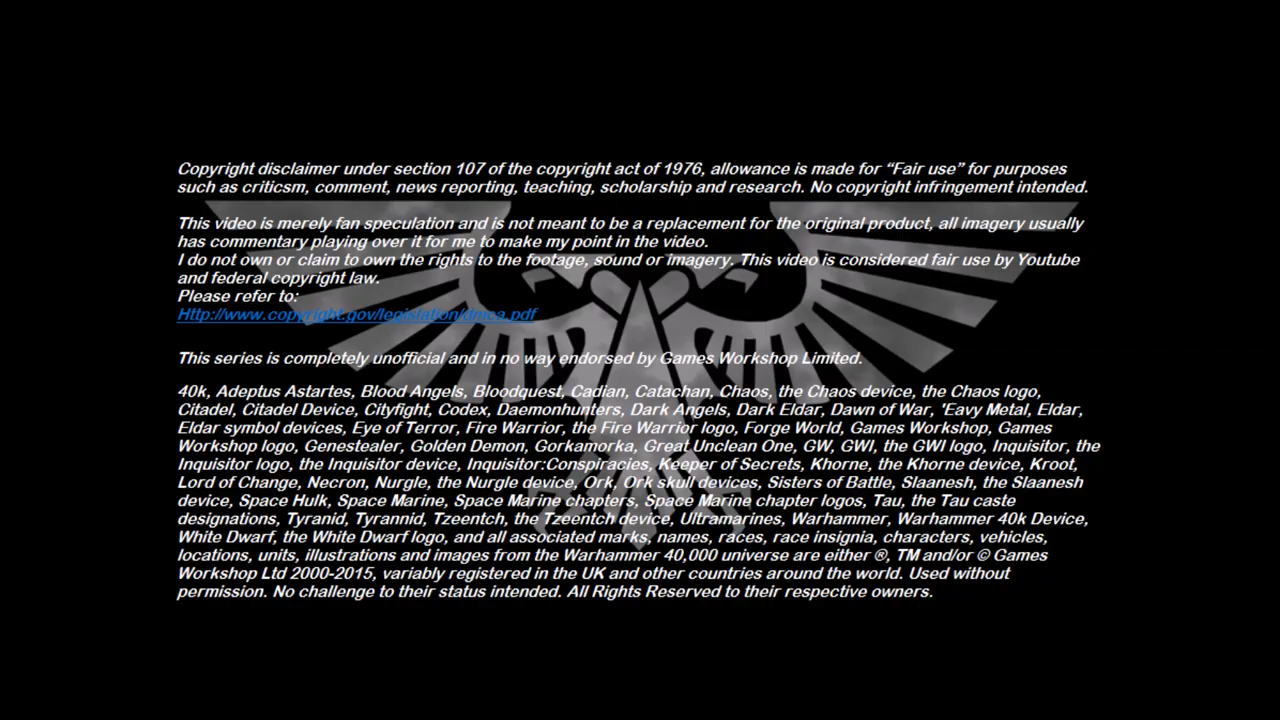 Copyright disclaimer under section 107 of the copyright act of 1976, allowance is made for “Fair use” for purposes
such as criticsm, comment, news reporting, teaching, scholarship and research. No copyright infringement intended.
This video is merely fan speculation and is not meant to be a replacement for the original product, all imagery usually
has commentary playing over it for me to make my point in the video.
I do not own or claim to own the rights to the footage, sound or imagery. This video is considered fair use by Youtube
and federal copyright law.
Please refer to:
Http://www.copyright.gov/legislation/dmca.pdf
This series is completely unofficial and in no way endorsed by Games Workshop Limited.
40k, Adeptus Astartes, Blood Angels, Bloodquest, Cadian, Catachan, Chaos, the Chaos device, the Chaos logo,
Citadel, Citadel Device, Cityfight, Codex, Daemonhunters, Dark Angels, Dark Eldar, Dawn of War, 'Eavy Metal, Eldar,
Eldar symbol devices, Eye of Terror, Fire Warrior, the Fire Warrior logo, Forge World, Games Workshop, Games
Workshop logo, Genestealer, Golden Demon, Gorkamorka, Great Unclean One, GW, GWI, the GWI logo, Inquisitor, the
Inquisitor logo, the Inquisitor device, Inquisitor:Conspiracies, Keeper of Secrets, Khorne, the Khorne device, Kroot,
Lord of Change, Necron, Nurgle, the Nurgle device, Ork, Ork skull devices, Sisters of Battle, Slaanesh, the Slaanesh
device, Space Hulk, Space Marine, Space Marine chapters, Space Marine chapter logos, Tau, the Tau caste
designations, Tyranid, Tyrannid, Tzeentch, the Tzeentch device, Ultramarines, Warhammer, Warhammer 40k Device,
White Dwarf, the White Dwarf logo, and all associated marks, names, races, race insignia, characters, vehicles,
locations, units, illustrations and images from the Warhammer 40,000 universe are either ®, TM and/or © Games
Workshop Ltd 2000-2015, variably registered in the UK and other countries around the world. Used without
permission. No challenge to their status intended. All Rights Reserved to their respective owners.